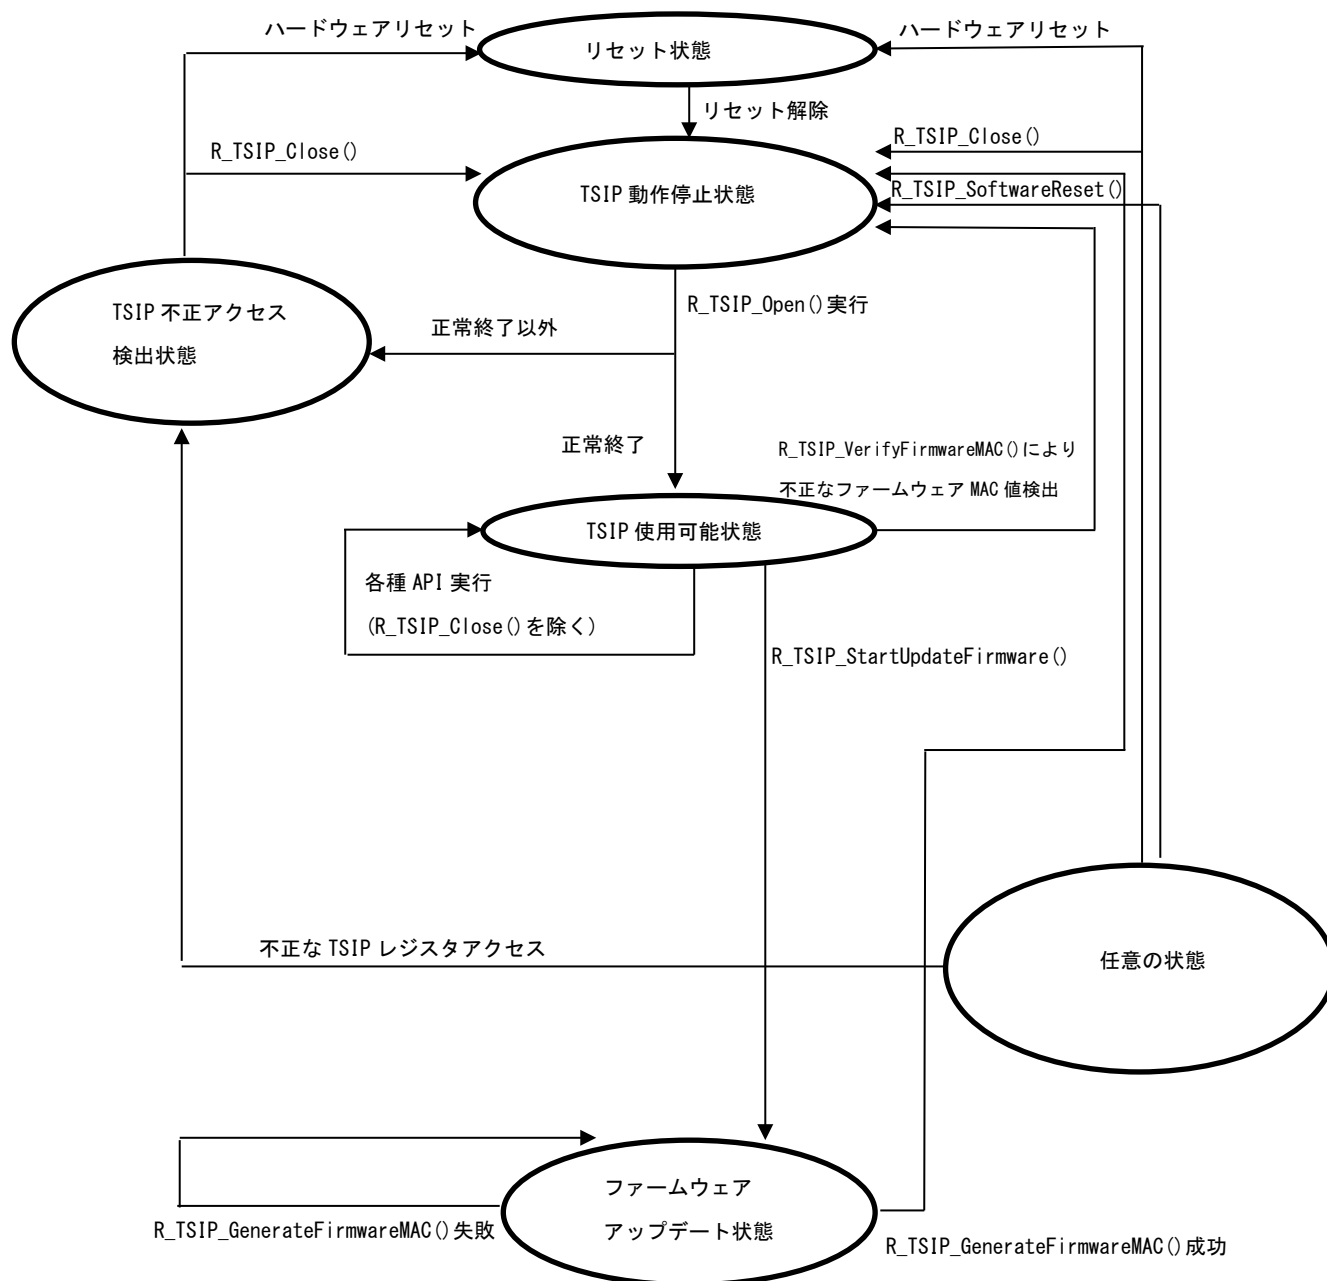 ハードウェアリセット
リセット状態
ハードウェアリセット
リセット解除
R_TSIP_Close()
R_TSIP_Close()
TSIP 動作停止状態
R_TSIP_SoftwareReset()
TSIP 不正アクセス
検出状態
R_TSIP_Open()実行
正常終了以外
正常終了
R_TSIP_VerifyFirmwareMAC()により
不正なファームウェア MAC 値検出
TSIP 使用可能状態
各種 API 実行
(R_TSIP_Close()を除く)
R_TSIP_StartUpdateFirmware()
不正な TSIP レジスタアクセス
任意の状態
ファームウェア
アップデート状態
R_TSIP_GenerateFirmwareMAC()失敗
R_TSIP_GenerateFirmwareMAC()成功